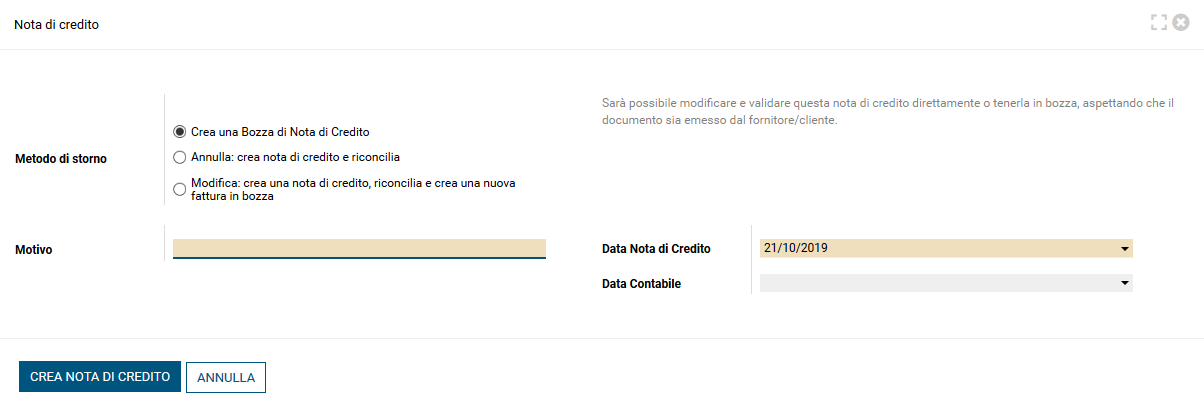 Nota di credito
Metodo di storno
Crea una Bozza di Nota di Credito
Annulla: crea nota di credito e riconcilia
Modifica: crea una nota di credito, riconcilia e crea una nuova
fattura in bozza
Sarà possibile modificare e validare questa nota di credito direttamente o tenerla in bozza, aspettando che il
documento sia emesso dal fornitore/cliente.
Motivo
Data Nota di Credito
21/10/2019
Data Contabile
CREA NOTA DI CREDITO
ANNULLA